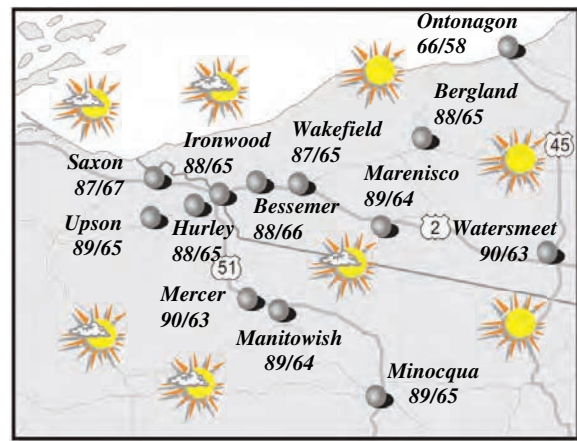 Ontonagon
66/58
Bergland
88/65
45
Ironwood
88/65
Wakefield
87/65
Saxon
87/67
Marenisco
89/64
Upson
89/65
Hurley
88/65
Bessemer
88/66
2
Watersmeet
90/63
51
Mercer
90/63
Manitowish
89/64
Minocqua
89/65